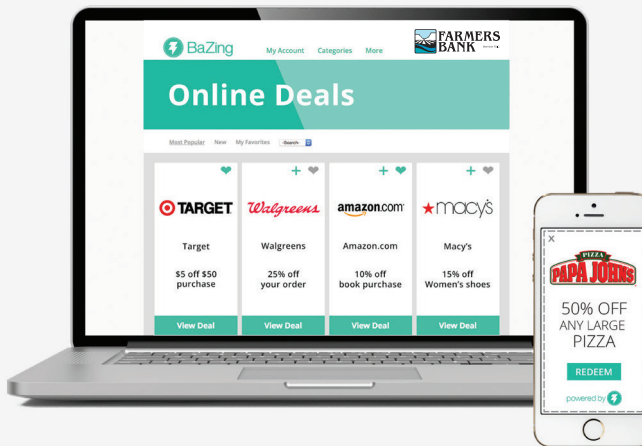 BaZing
My Account Categories More
FARMERS
BANK
Online Deals
Most Popular New My Favorites -Search-
TARGET
Walgreens
amazon.com
macy's
Target
Walgreens
Amazon.com
Macy's
$5 off $50
purchase
25% off
your order
10% off
book purchase
15% off
Women's shoes
View Deal
View Deal
View Deal
View Deal
X
PIZZA
PAPA JOHNS
50% OFF
ANY LARGE
PIZZA
REDEEM
powered by